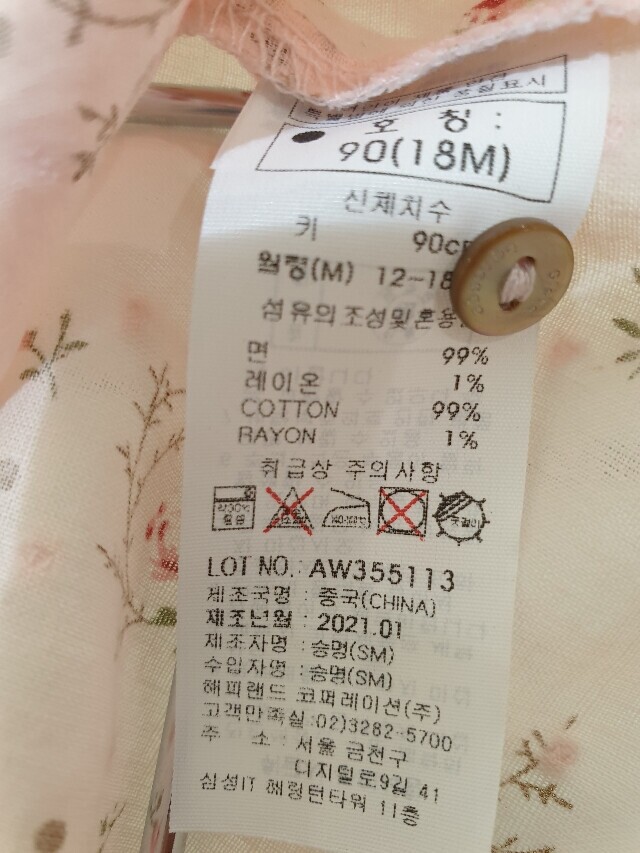 호 칭 :
90(18M)
신체치수
키 90c
월령(M) 12~18
섬유의조성및혼용
면 99%
레이온 1%
COTTON 99%
RAYON 1%
취급상 주의사항
LOT NO. : AW355113
제조국명 : 중국(CHINA)
제조년월 : 2021.01
제조자명 : 승명(SM)
수입자명 : 승명(SM)
해피랜드 코퍼레이션(주)
고객만족실:02)3282-5700
주 소 : 서울 금천구
디지털로9길 41
삼성IT 해링턴타워 11층